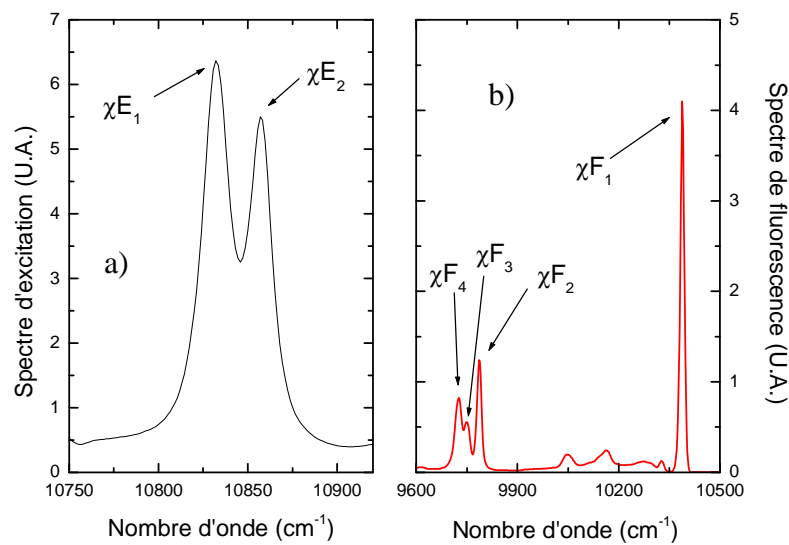 a)
χE₁
χE₂
Spectre d'excitation (U.A.)
7
6
5
4
3
2
1
0
10750 10800 10850 10900
Nombre d'onde (cm⁻¹)
b)
χF₁
χF₄
χF₃
χF₂
Spectre de fluorescence (U.A.)
5
4
3
2
1
0
9600 9900 10200 10500
Nombre d'onde (cm⁻¹)